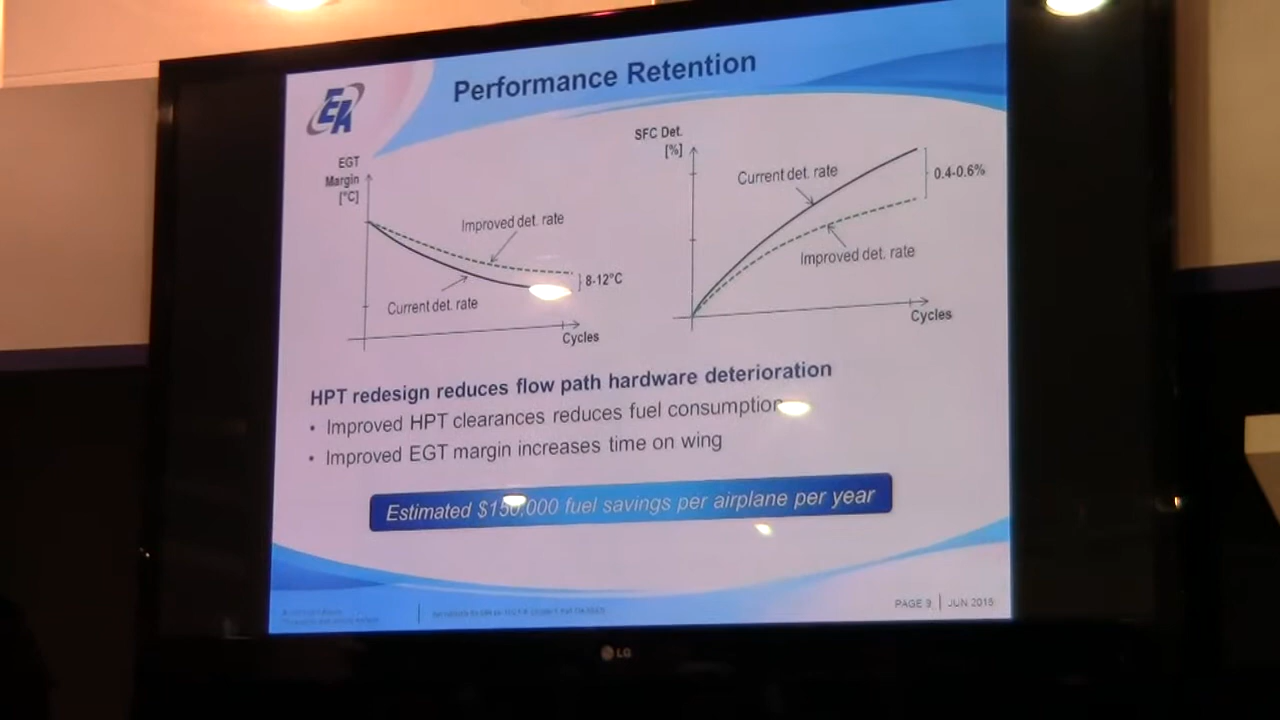 Performance Retention
EA
EGT
Margin
[°C]
Improved det. rate
Current det. rate
8-12°C
Cycles
SFC Det.
[%]
Current det. rate
Improved det. rate
0.4-0.6%
Cycles
HPT redesign reduces flow path hardware deterioration
• Improved HPT clearances reduces fuel consumption
• Improved EGT margin increases time on wing
Estimated $150,000 fuel savings per airplane per year
PAGE 9 | JUN 2015
LG